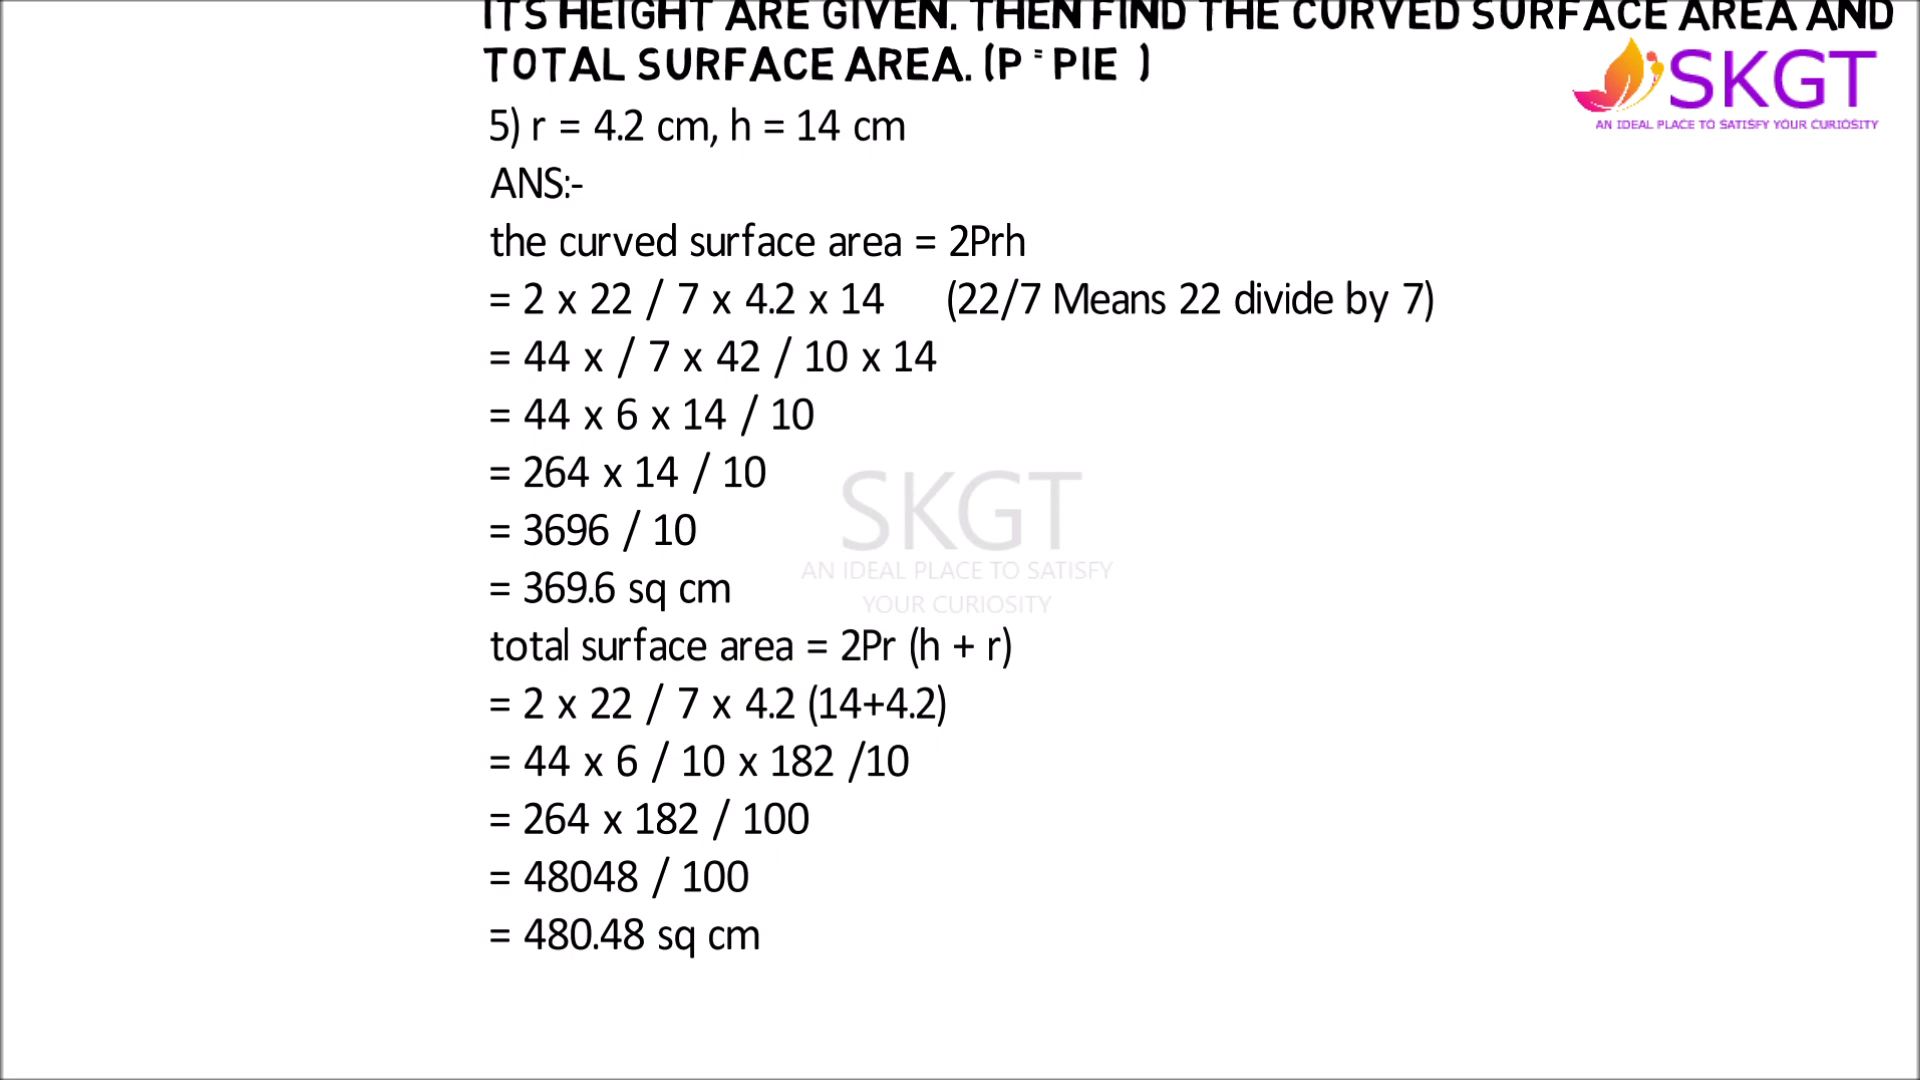 ITS HEIGHT ARE GIVEN. THEN FIND THE CURVED SURFACE AREA AND
TOTAL SURFACE AREA. (P = PIE )
SKGT
AN IDEAL PLACE TO SATISFY YOUR CURIOSITY
5) r = 4.2 cm, h = 14 cm
ANS:-
the curved surface area = 2Prh
= 2 x 22 / 7 x 4.2 x 14 (22/7 Means 22 divide by 7)
= 44 x / 7 x 42 / 10 x 14
= 44 x 6 x 14 / 10
= 264 x 14 / 10
= 3696 / 10
= 369.6 sq cm
SKGT
AN IDEAL PLACE TO SATISFY
YOUR CURIOSITY
total surface area = 2Pr (h + r)
= 2 x 22 / 7 x 4.2 (14+4.2)
= 44 x 6 / 10 x 182 /10
= 264 x 182 / 100
= 48048 / 100
= 480.48 sq cm